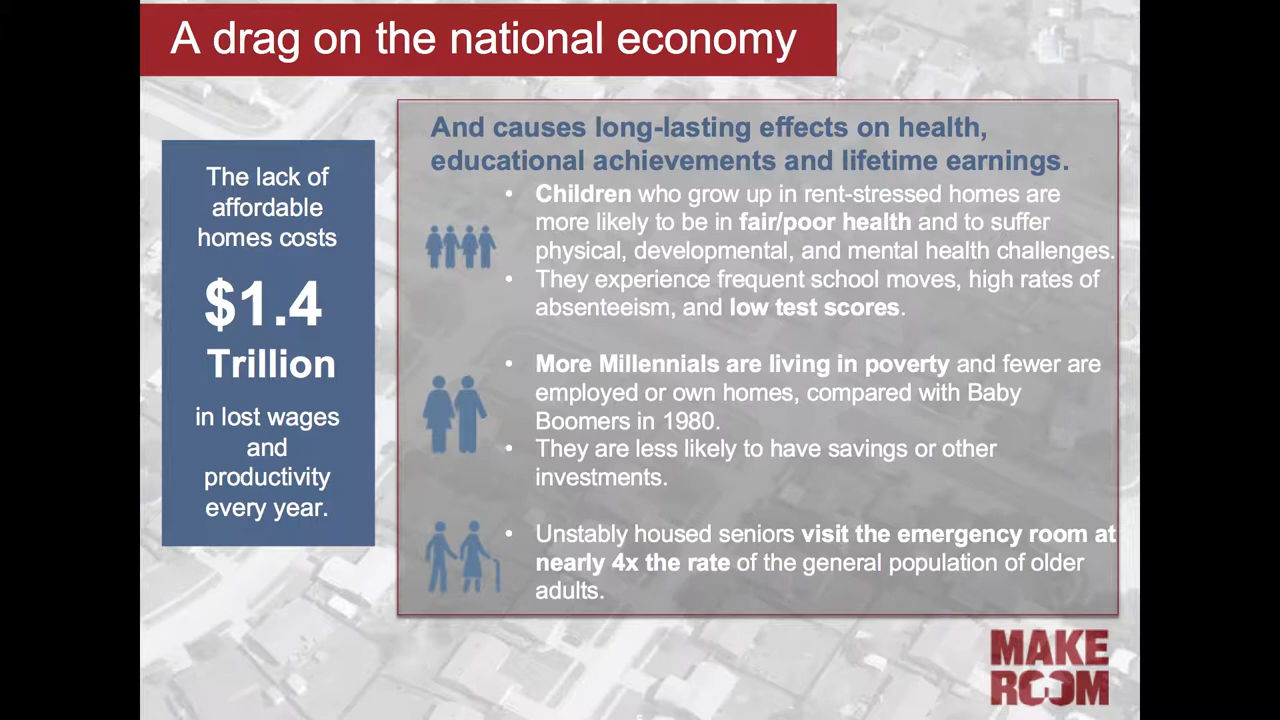 A drag on the national economy
The lack of
affordable
homes costs
$1.4
Trillion
in lost wages
and
productivity
every year.
And causes long-lasting effects on health,
educational achievements and lifetime earnings.
• Children who grow up in rent-stressed homes are
more likely to be in fair/poor health and to suffer
physical, developmental, and mental health challenges.
• They experience frequent school moves, high rates of
absenteeism, and low test scores.
• More Millennials are living in poverty and fewer are
employed or own homes, compared with Baby
Boomers in 1980.
• They are less likely to have savings or other
investments.
• Unstably housed seniors visit the emergency room at
nearly 4x the rate of the general population of older
adults.
MAKE
ROOM